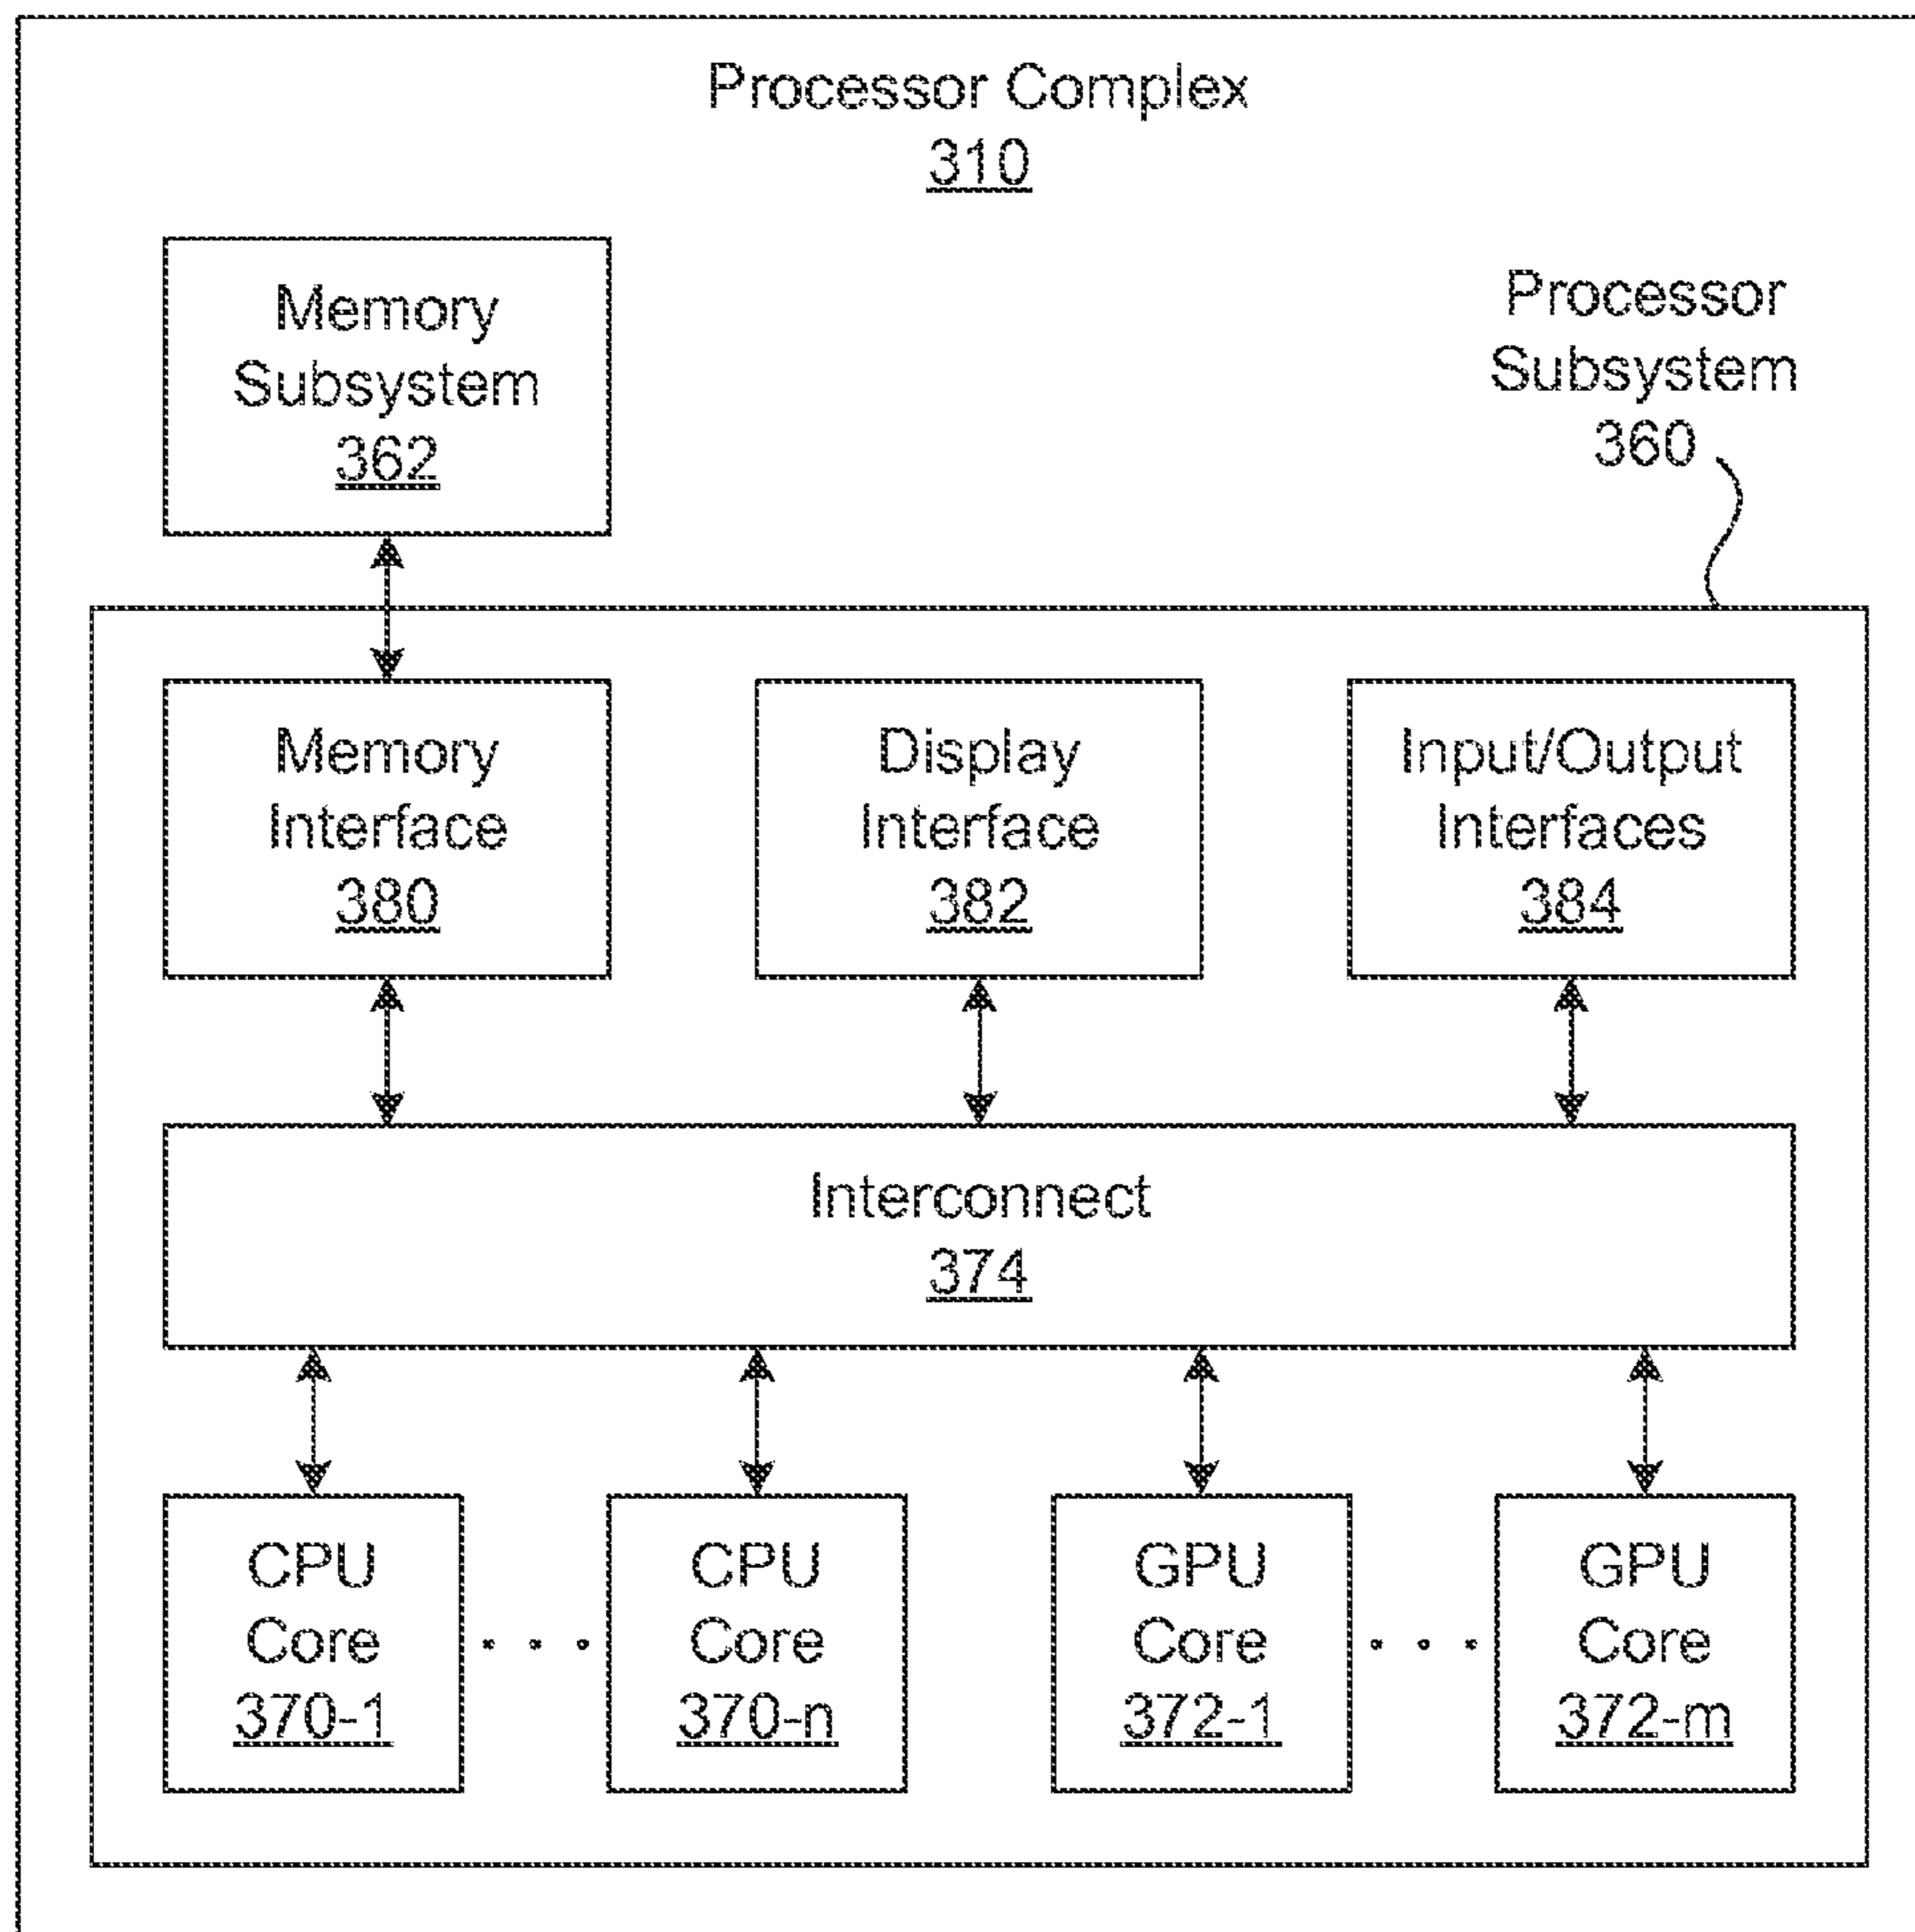 Processor Complex
310
Memory
Subsystem
362
Processor
Subsystem
360
Memory
Interface
380
Display
Interface
382
Input/Output
Interfaces
384
Interconnect
374
CPU
Core
370-1
. . .
CPU
Core
370-n
GPU
Core
372-1
. . .
GPU
Core
372-m